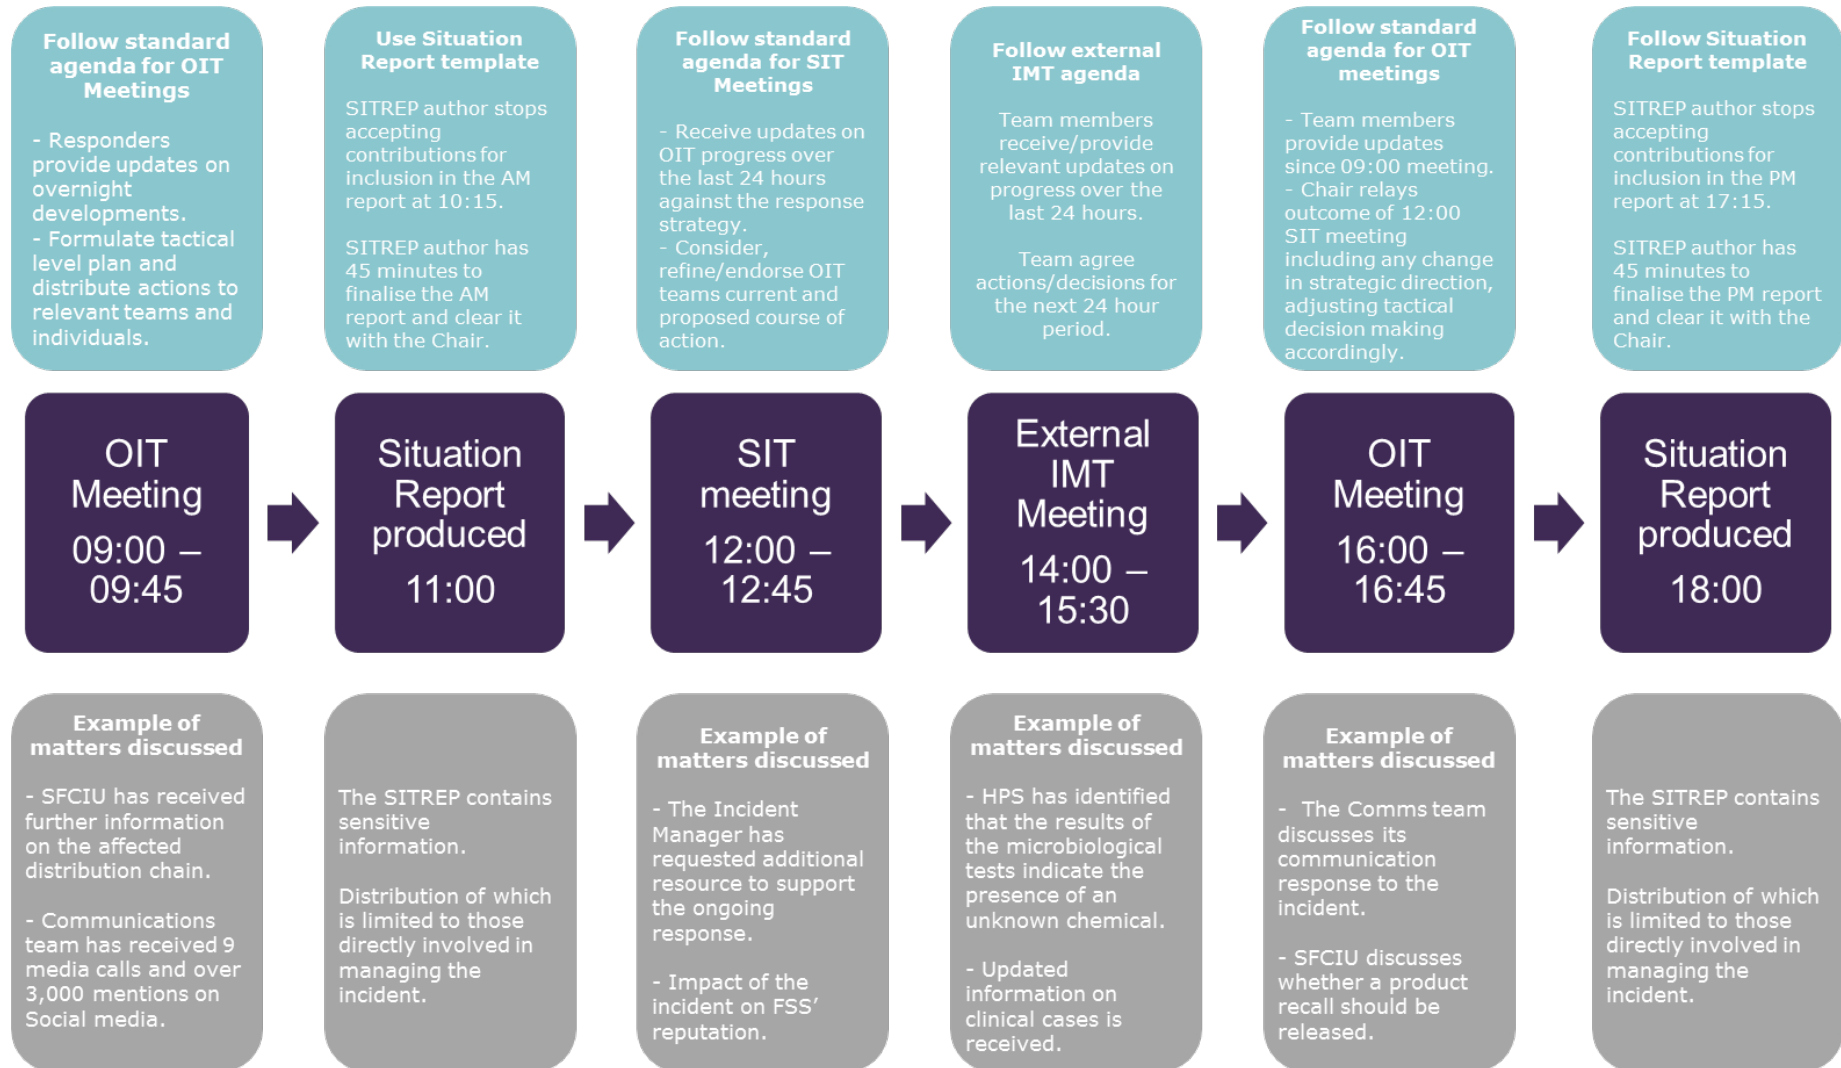 Follow standard
agenda for OIT
Meetings
- Responders
provide updates on
overnight
developments.
- Formulate tactical
level plan and
distribute actions to
relevant teams and
individuals.
Use Situation
Report template
SITREP author stops
accepting
contributions for
inclusion in the AM
report at 10:15.
SITREP author has
45 minutes to
finalise the AM
report and clear it
with the Chair.
Follow standard
agenda for SIT
Meetings
- Receive updates on
OIT progress over
the last 24 hours
against the response
strategy.
- Consider,
refine/endorse OIT
teams current and
proposed course of
action.
Follow external
IMT agenda
Team members
receive/provide
relevant updates on
progress over the
last 24 hours.
Team agree
actions/decisions for
the next 24 hour
period.
Follow standard
agenda for OIT
meetings
- Team members
provide updates
since 09:00 meeting.
- Chair relays
outcome of 12:00
SIT meeting
including any change
in strategic direction,
adjusting tactical
decision making
accordingly.
Follow Situation
Report template
SITREP author stops
accepting
contributions for
inclusion in the PM
report at 17:15.
SITREP author has
45 minutes to
finalise the PM report
and clear it with the
Chair.
OIT
Meeting
09:00 –
09:45
Situation
Report
produced
11:00
SIT
meeting
12:00 –
12:45
External
IMT
Meeting
14:00 –
15:30
OIT
Meeting
16:00 –
16:45
Situation
Report
produced
18:00
Example of
matters discussed
- SFCIU has received
further information
on the affected
distribution chain.
- Communications
team has received 9
media calls and over
3,000 mentions on
Social media.
The SITREP contains
sensitive
information.
Distribution of which
is limited to those
directly involved in
managing the
incident.
Example of
matters discussed
- The Incident
Manager has
requested additional
resource to support
the ongoing
response.
- Impact of the
incident on FSS’
reputation.
Example of
matters discussed
- HPS has identified
that the results of
the microbiological
tests indicate the
presence of an
unknown chemical.
- Updated
information on
clinical cases is
received.
Example of
matters discussed
- The Comms team
discusses its
communication
response to the
incident.
- SFCIU discusses
whether a product
recall should be
released.
The SITREP contains
sensitive
information.
Distribution of which
is limited to those
directly involved in
managing the
incident.